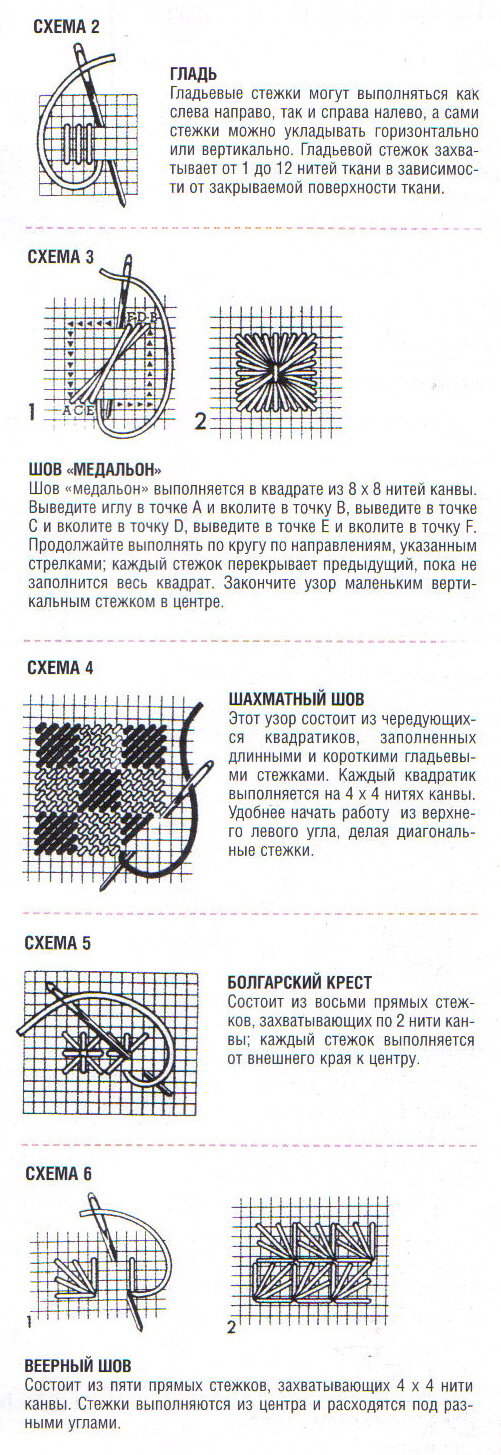 СХЕМА 2
ГЛАДЬ
Гладьевые стежки могут выполняться как
слева направо, так и справа налево, а сами
стежки можно укладывать горизонтально
или вертикально. Гладьевой стежок захва-
тывает от 1 до 12 нитей ткани в зависимос-
ти от закрываемой поверхности ткани.
СХЕМА 3
F D B
A C E
1
2
ШОВ «МЕДАЛЬОН»
Шов «медальон» выполняется в квадрате из 8 х 8 нитей канвы.
Выведите иглу в точке А и вколите в точку В, выведите в точке
С и вколите в точку D, выведите в точке Е и вколите в точку F.
Продолжайте выполнять по кругу по направлениям, указанным
стрелками; каждый стежок перекрывает предыдущий, пока не
заполнится весь квадрат. Закончите узор маленьким верти-
кальным стежком в центре.
СХЕМА 4
ШАХМАТНЫЙ ШОВ
Этот узор состоит из чередующих-
ся квадратиков, заполненных
длинными и короткими гладьевы-
ми стежками. Каждый квадратик
выполняется на 4 х 4 нитях канвы.
Удобнее начать работу из верхне-
го левого угла, делая диагональ-
ные стежки.
СХЕМА 5
БОЛГАРСКИЙ КРЕСТ
Состоит из восьми прямых стеж-
ков, захватывающих по 2 нити кан-
вы; каждый стежок выполняется
от внешнего края к центру.
СХЕМА 6
1
2
ВЕЕРНЫЙ ШОВ
Состоит из пяти прямых стежков, захватывающих 4 х 4 нити
канвы. Стежки выполняются из центра и расходятся под раз-
ными углами.